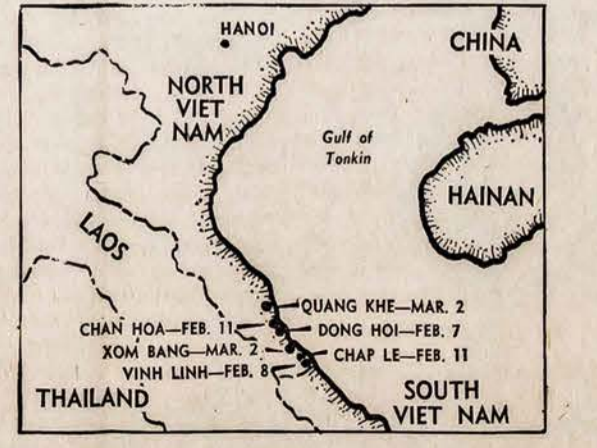 HANOI
CHINA
NORTH
VIET
NAM
Gulf of
Tonkin
HAINAN
LAOS
QUANG KHE—MAR. 2
CHAN HOA—FEB. 11
DONG HOI—FEB. 7
XOM BANG—MAR. 2
CHAP LE—FEB. 11
VINH LINH—FEB. 8
THAILAND
SOUTH
VIET NAM